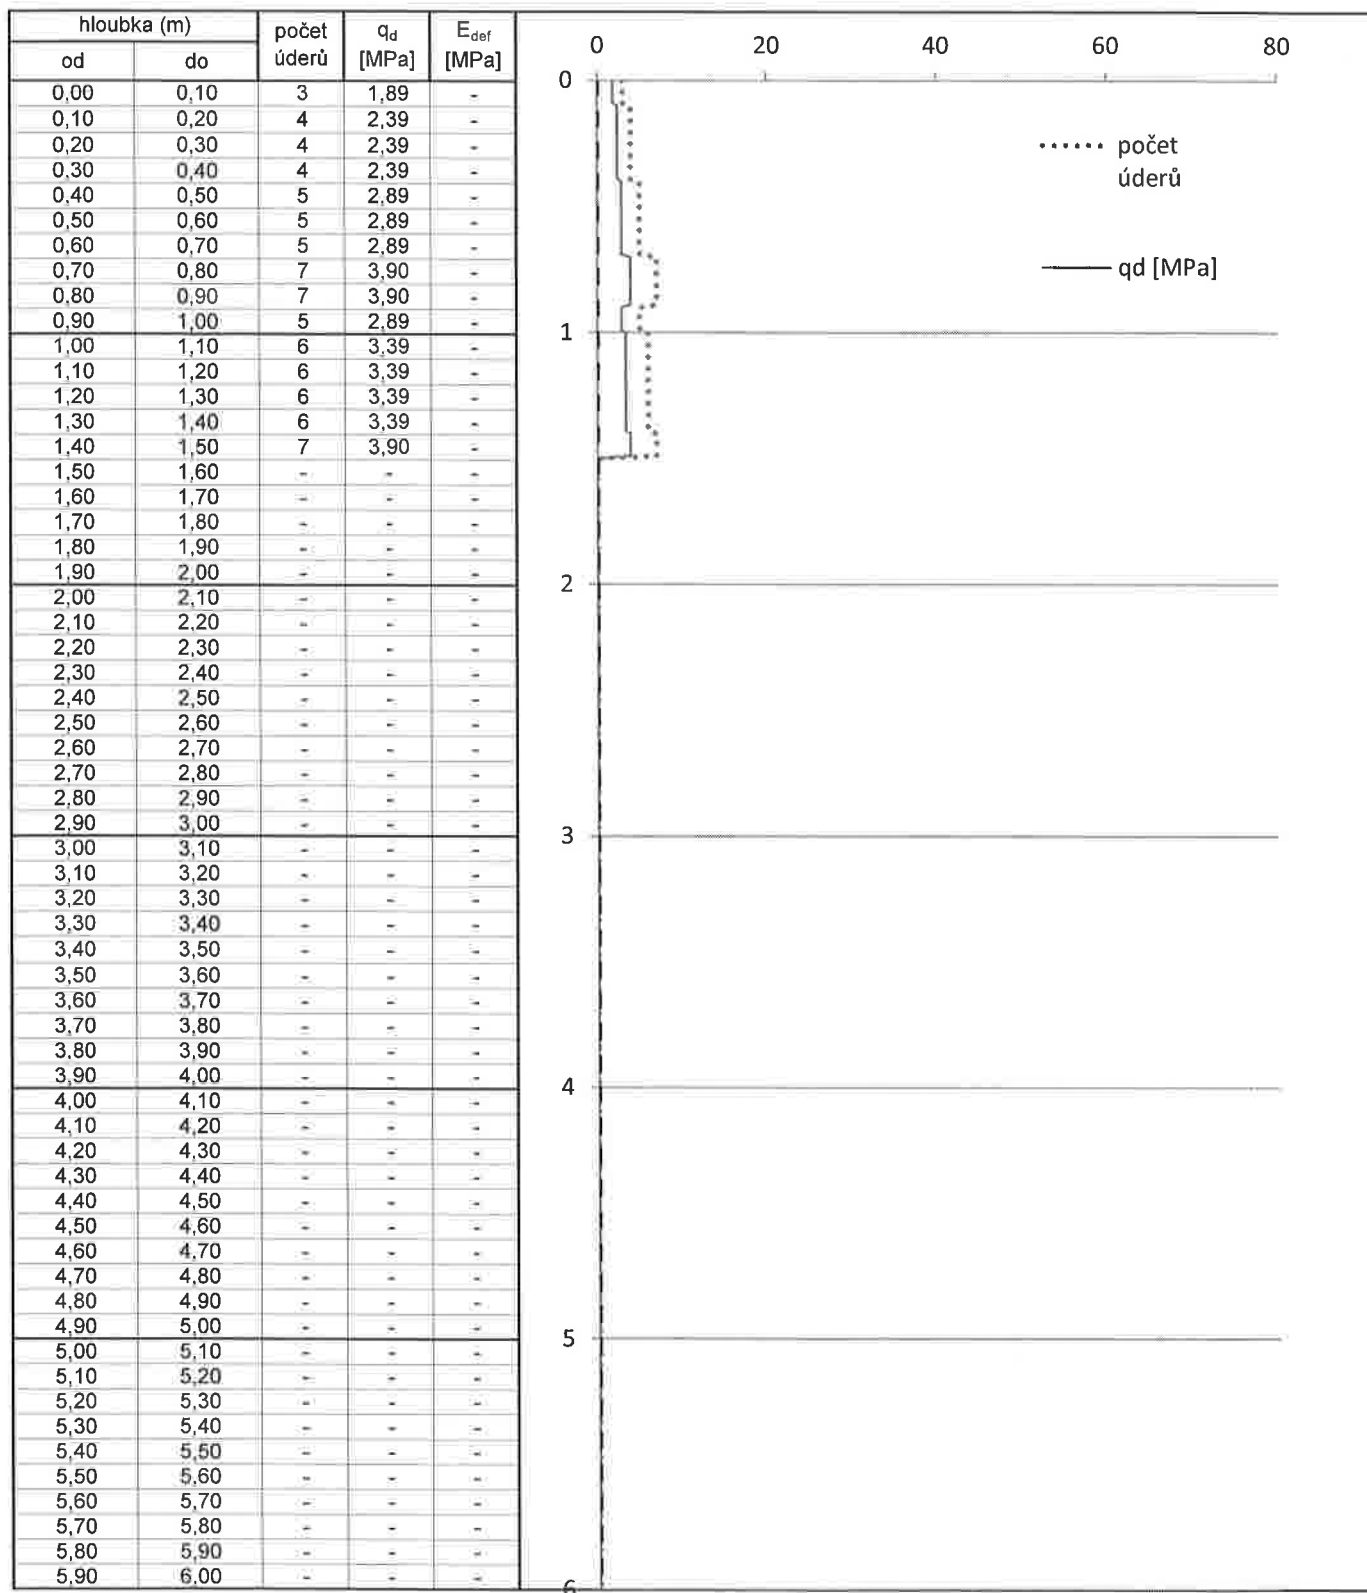 hloubka (m) počet úderů qd [MPa] Edef [MPa]
od do
0,00 0,10 3 1,89 -
0,10 0,20 4 2,39 -
0,20 0,30 4 2,39 -
0,30 0,40 4 2,39 -
0,40 0,50 5 2,89 -
0,50 0,60 5 2,89 -
0,60 0,70 5 2,89 -
0,70 0,80 7 3,90 -
0,80 0,90 7 3,90 -
0,90 1,00 5 2,89 -
1,00 1,10 6 3,39 -
1,10 1,20 6 3,39 -
1,20 1,30 6 3,39 -
1,30 1,40 6 3,39 -
1,40 1,50 7 3,90 -
1,50 1,60 - - -
1,60 1,70 - - -
1,70 1,80 - - -
1,80 1,90 - - -
1,90 2,00 - - -
2,00 2,10 - - -
2,10 2,20 - - -
2,20 2,30 - - -
2,30 2,40 - - -
2,40 2,50 - - -
2,50 2,60 - - -
2,60 2,70 - - -
2,70 2,80 - - -
2,80 2,90 - - -
2,90 3,00 - - -
3,00 3,10 - - -
3,10 3,20 - - -
3,20 3,30 - - -
3,30 3,40 - - -
3,40 3,50 - - -
3,50 3,60 - - -
3,60 3,70 - - -
3,70 3,80 - - -
3,80 3,90 - - -
3,90 4,00 - - -
4,00 4,10 - - -
4,10 4,20 - - -
4,20 4,30 - - -
4,30 4,40 - - -
4,40 4,50 - - -
4,50 4,60 - - -
4,60 4,70 - - -
4,70 4,80 - - -
4,80 4,90 - - -
4,90 5,00 - - -
5,00 5,10 - - -
5,10 5,20 - - -
5,20 5,30 - - -
5,30 5,40 - - -
5,40 5,50 - - -
5,50 5,60 - - -
5,60 5,70 - - -
5,70 5,80 - - -
5,80 5,90 - - -
5,90 6,00 - - -
0 20 40 60 80
0
1
2
3
4
5
6
počet
úderů
qd [MPa]